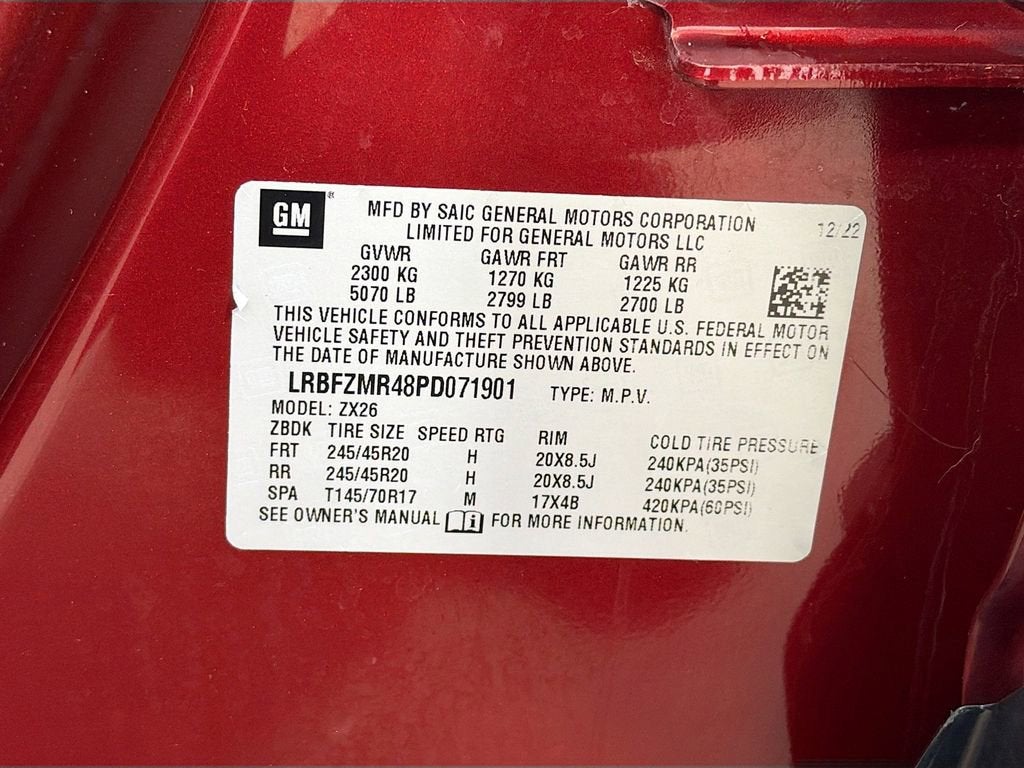 GM®
MFD BY SAIC GENERAL MOTORS CORPORATION
LIMITED FOR GENERAL MOTORS LLC
12/22
GVWR GAWR FRT GAWR RR
2300 KG 1270 KG 1225 KG
5070 LB 2799 LB 2700 LB
THIS VEHICLE CONFORMS TO ALL APPLICABLE U.S. FEDERAL MOTOR
VEHICLE SAFETY AND THEFT PREVENTION STANDARDS IN EFFECT ON
THE DATE OF MANUFACTURE SHOWN ABOVE.
LRBFZMR48PD071901 TYPE: M.P.V.
MODEL: ZX26
ZBDK TIRE SIZE SPEED RTG RIM COLD TIRE PRESSURE
FRT 245/45R20 H 20X8.5J 240KPA(35PSI)
RR 245/45R20 H 20X8.5J 240KPA(35PSI)
SPA T145/70R17 M 17X4B 420KPA(60PSI)
SEE OWNER'S MANUAL i FOR MORE INFORMATION.